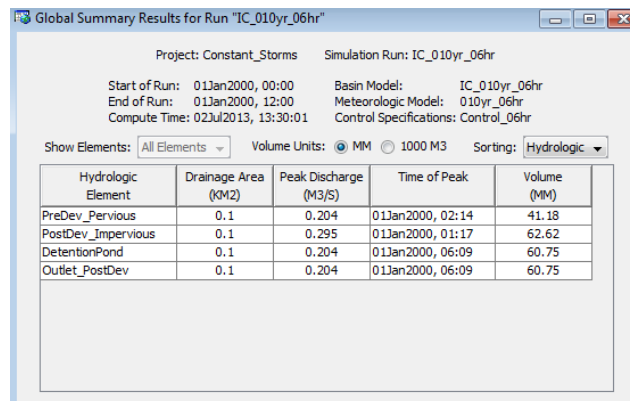 Global Summary Results for Run "IC_010yr_06hr"
Project: Constant_Storms Simulation Run: IC_010yr_06hr
Start of Run: 01Jan2000, 00:00 Basin Model: IC_010yr_06hr
End of Run: 01Jan2000, 12:00 Meteorologic Model: 010yr_06hr
Compute Time: 02Jul2013, 13:30:01 Control Specifications: Control_06hr
Show Elements: All Elements Volume Units: MM 1000 M3 Sorting: Hydrologic
Hydrologic Drainage Area Peak Discharge Time of Peak Volume
Element (KM2) (M3/S) (MM)
PreDev_Pervious 0.1 0.204 01Jan2000, 02:14 41.18
PostDev_Impervious 0.1 0.295 01Jan2000, 01:17 62.62
DetentionPond 0.1 0.204 01Jan2000, 06:09 60.75
Outlet_PostDev 0.1 0.204 01Jan2000, 06:09 60.75